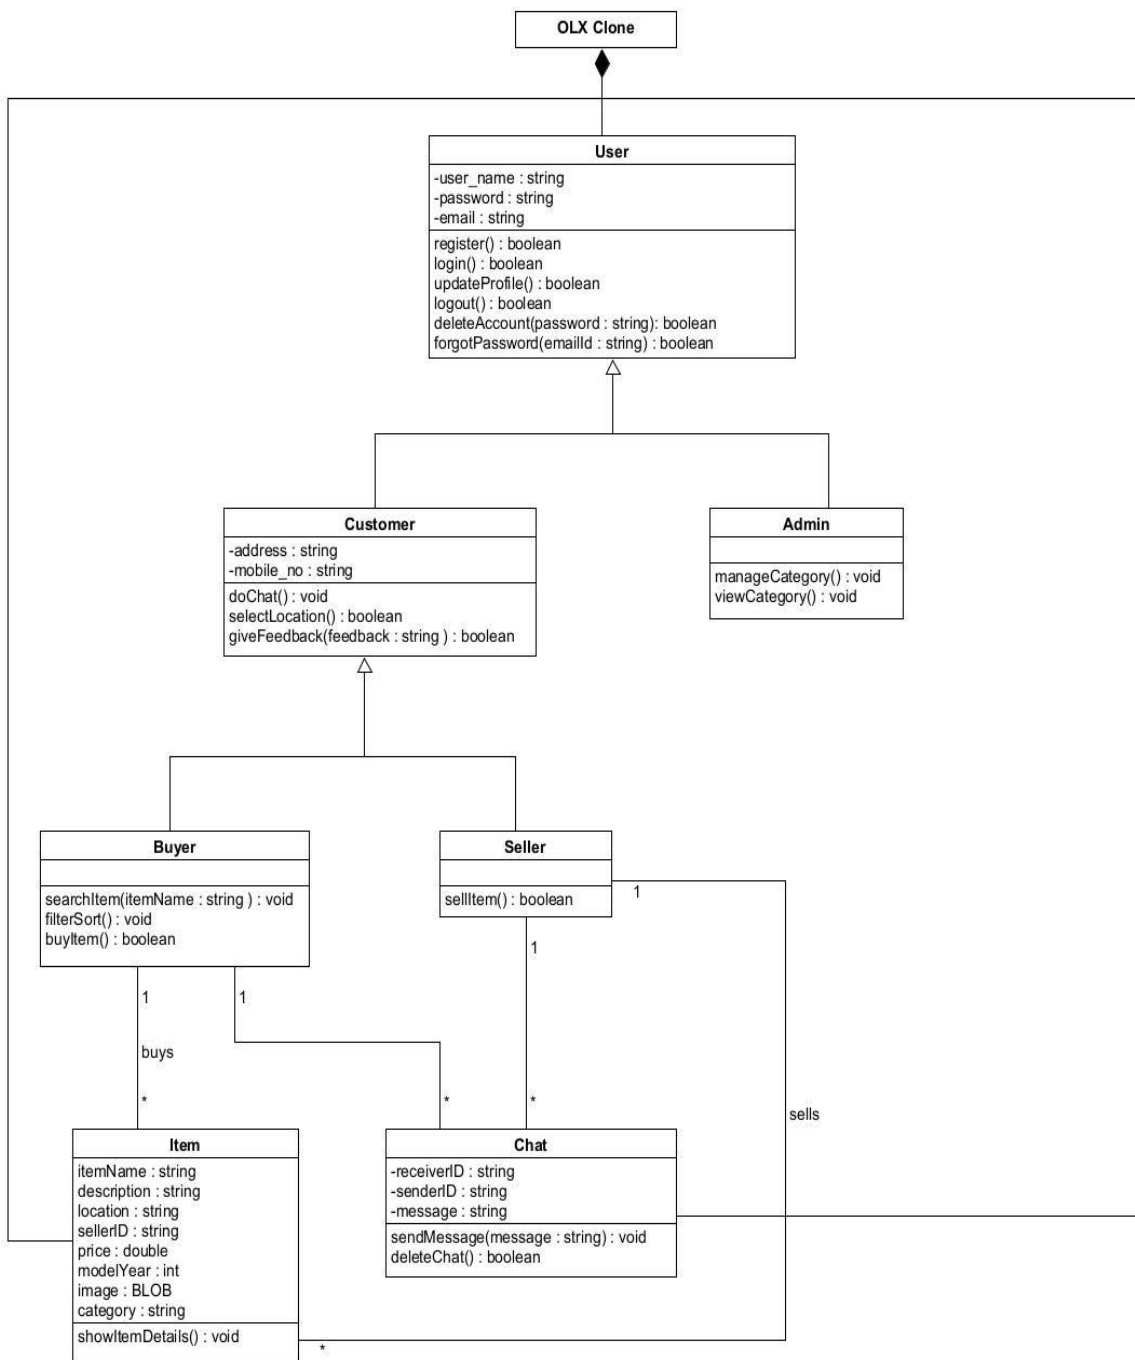 OLX Clone
User
-user_name : string
-password : string
-email : string
register() : boolean
login() : boolean
updateProfile() : boolean
logout() : boolean
deleteAccount(password : string): boolean
forgotPassword(emailId : string) : boolean
Customer
-address : string
-mobile_no : string
doChat() : void
selectLocation() : boolean
giveFeedback(feedback : string ) : boolean
Admin
manageCategory() : void
viewCategory() : void
Buyer
searchItem(itemName : string ) : void
filterSort() : void
buyItem() : boolean
Seller
sellItem() : boolean
1
1
1
1
buys
*
*
*
sells
Item
itemName : string
description : string
location : string
sellerID : string
price : double
modelYear : int
image : BLOB
category : string
showItemDetails() : void
Chat
-receiverID : string
-senderID : string
-message : string
sendMessage(message : string) : void
deleteChat() : boolean
*